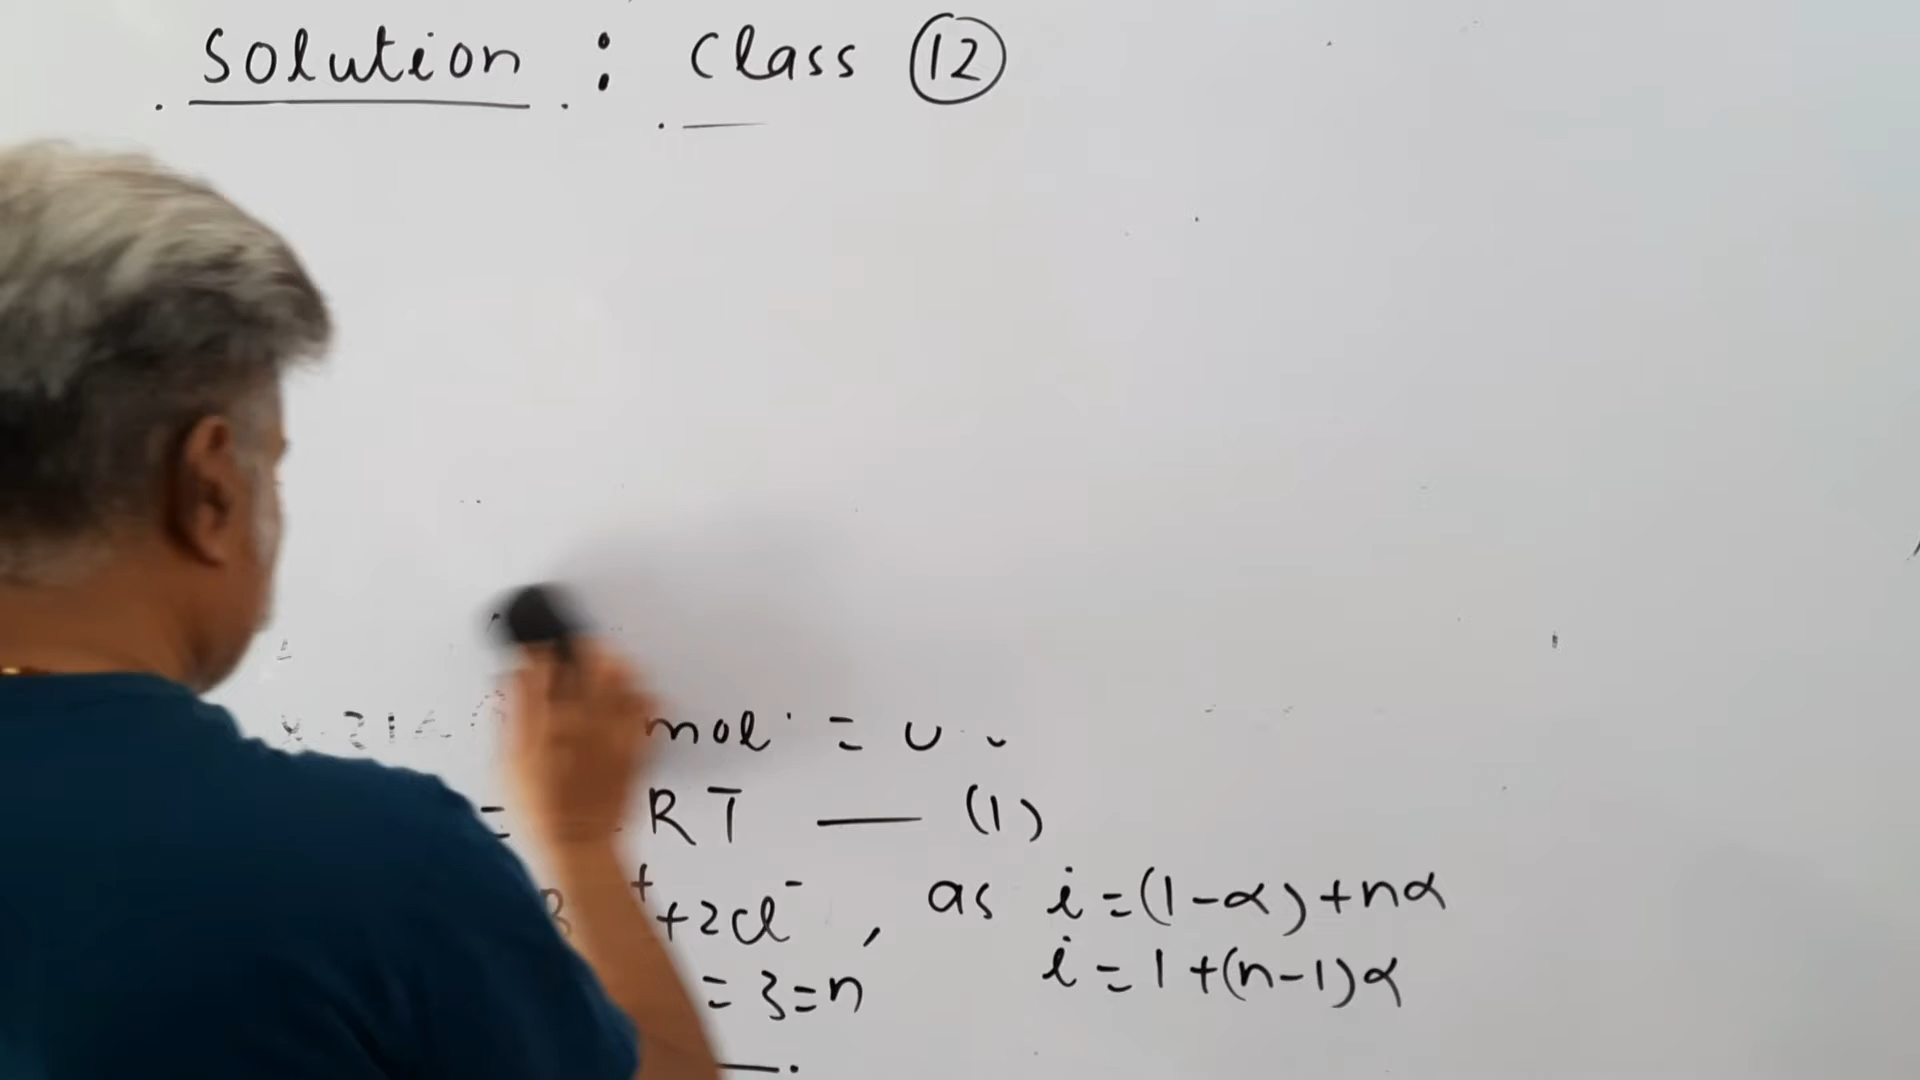 Solution : Class 12
mol =
= RT — (1)
+ +2Cl⁻ , as i=(1-α)+nα
=3=n i=1+(n-1)α